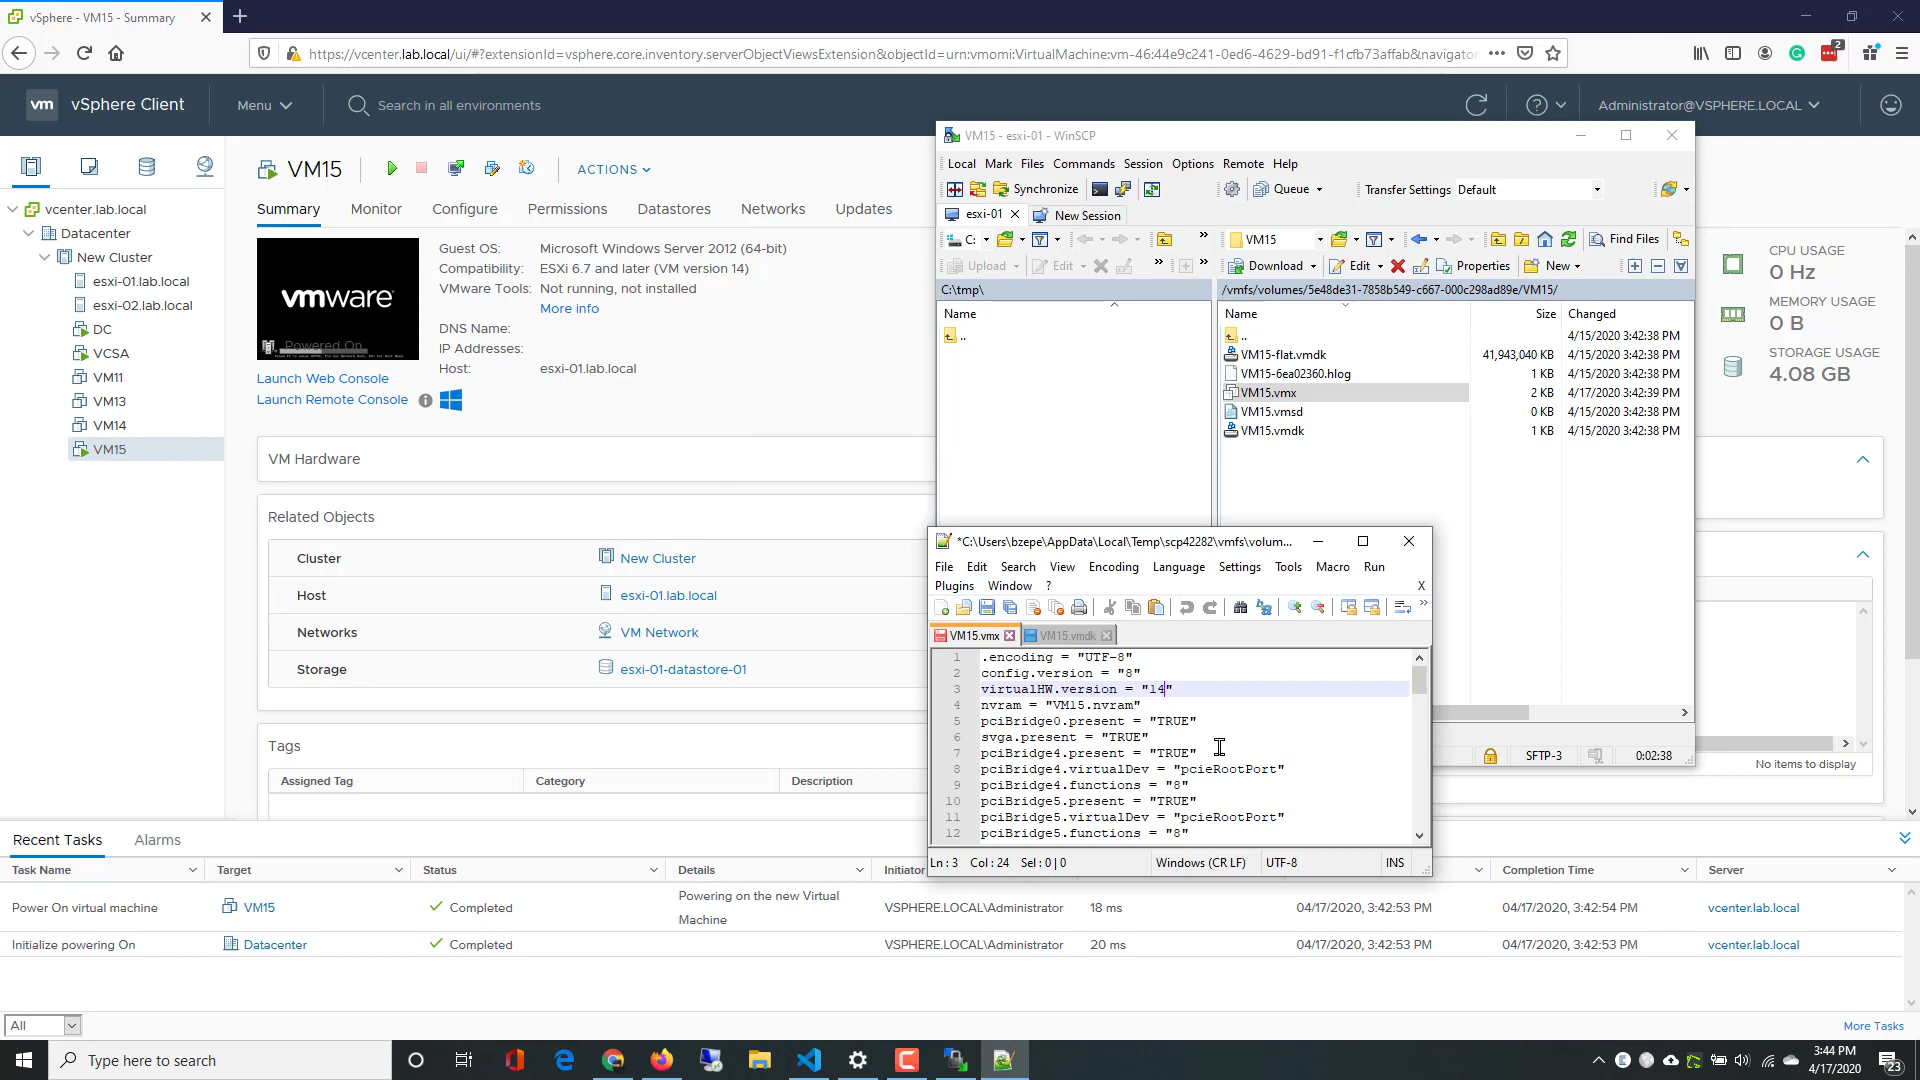 vSphere - VM15 - Summary
https://vcenter.lab.local/ui/#?extensionId=vsphere.core.inventory.serverObjectViewsExtension&objectId=urn:vmomi:VirtualMachine:vm-46:44e9c241-0ed6-4629-bd91-f1cfb73affab&navigator
2
vm vSphere Client Menu Search in all environments Administrator@VSPHERE.LOCAL
vcenter.lab.local
Datacenter
New Cluster
esxi-01.lab.local
esxi-02.lab.local
DC
VCSA
VM11
VM13
VM14
VM15
VM15 ACTIONS
Summary Monitor Configure Permissions Datastores Networks Updates
vmware
Powered On
Guest OS: Microsoft Windows Server 2012 (64-bit)
Compatibility: ESXi 6.7 and later (VM version 14)
VMware Tools: Not running, not installed
More info
DNS Name:
IP Addresses:
Host: esxi-01.lab.local
Launch Web Console
Launch Remote Console
CPU USAGE
0 Hz
MEMORY USAGE
0 B
STORAGE USAGE
4.08 GB
VM Hardware
Related Objects
Cluster New Cluster
Host esxi-01.lab.local
Networks VM Network
Storage esxi-01-datastore-01
Tags
Assigned Tag Category Description
No items to display
VM15 - esxi-01 - WinSCP
Local Mark Files Commands Session Options Remote Help
Synchronize Queue Transfer Settings Default
esxi-01 New Session
C: VM15 Find Files
Upload Edit Download Edit Properties New
C:\tmp\ /vmfs/volumes/5e48de31-7858b549-c667-000c298ad89e/VM15/
Name Name Size Changed
.. .. 4/15/2020 3:42:38 PM
VM15-flat.vmdk 41,943,040 KB 4/15/2020 3:42:38 PM
VM15-6ea02360.hlog 1 KB 4/15/2020 3:42:38 PM
VM15.vmx 2 KB 4/17/2020 3:42:39 PM
VM15.vmsd 0 KB 4/15/2020 3:42:38 PM
VM15.vmdk 1 KB 4/15/2020 3:42:38 PM
SFTP-3 0:02:38
*C:\Users\bzepe\AppData\Local\Temp\scp42282\vmfs\volum...
File Edit Search View Encoding Language Settings Tools Macro Run
Plugins Window ? X
VM15.vmx VM15.vmdk
1 .encoding = "UTF-8"
2 config.version = "8"
3 virtualHW.version = "14"
4 nvram = "VM15.nvram"
5 pciBridge0.present = "TRUE"
6 svga.present = "TRUE"
7 pciBridge4.present = "TRUE"
8 pciBridge4.virtualDev = "pcieRootPort"
9 pciBridge4.functions = "8"
10 pciBridge5.present = "TRUE"
11 pciBridge5.virtualDev = "pcieRootPort"
12 pciBridge5.functions = "8"
Ln : 3 Col : 24 Sel : 0 | 0 Windows (CR LF) UTF-8 INS
Recent Tasks Alarms
Task Name Target Status Details Initiator Completion Time Server
Power On virtual machine VM15 Completed Powering on the new Virtual Machine VSPHERE.LOCAL\Administrator 18 ms 04/17/2020, 3:42:53 PM 04/17/2020, 3:42:54 PM vcenter.lab.local
Initialize powering On Datacenter Completed VSPHERE.LOCAL\Administrator 20 ms 04/17/2020, 3:42:53 PM 04/17/2020, 3:42:53 PM vcenter.lab.local
All More Tasks
Type here to search
3:44 PM
4/17/2020
23